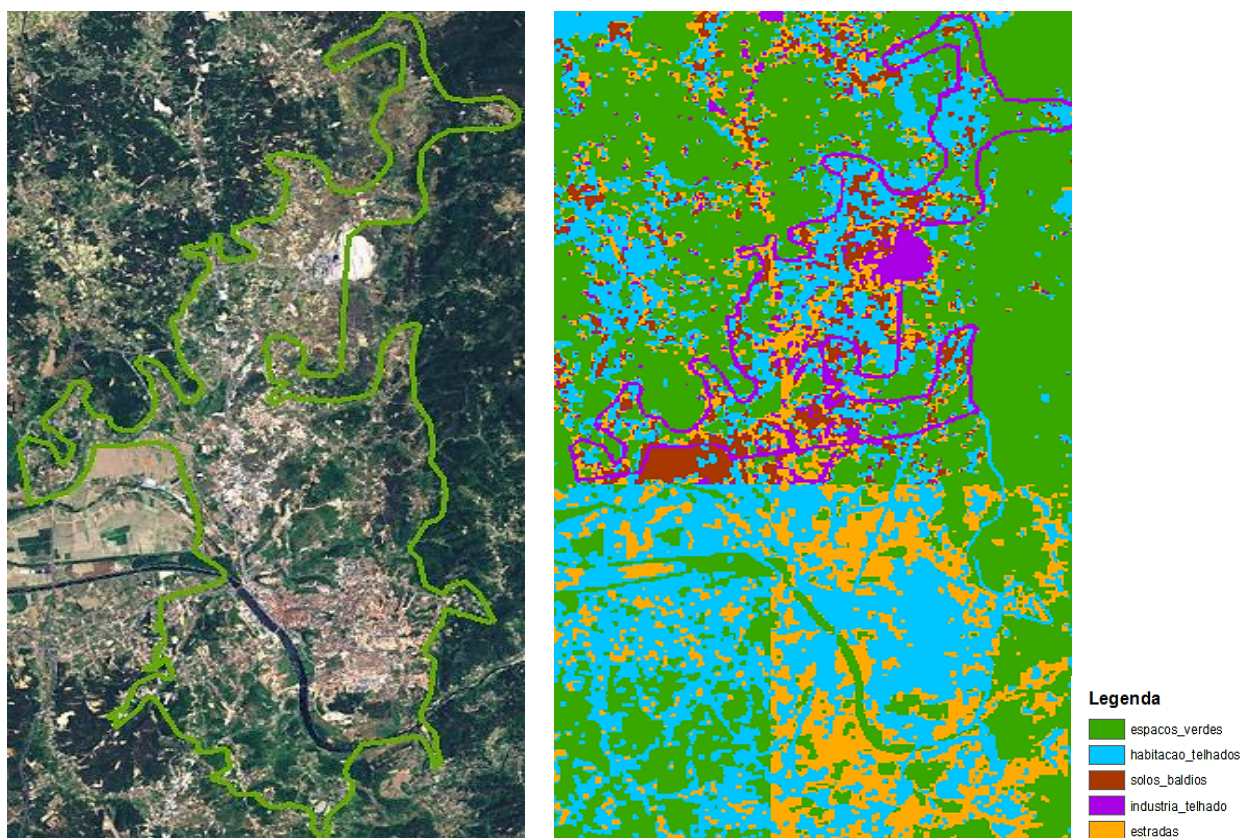 Legenda
espacos_verdes
habitacao_telhados
solos_baldios
industria_telhado
estradas